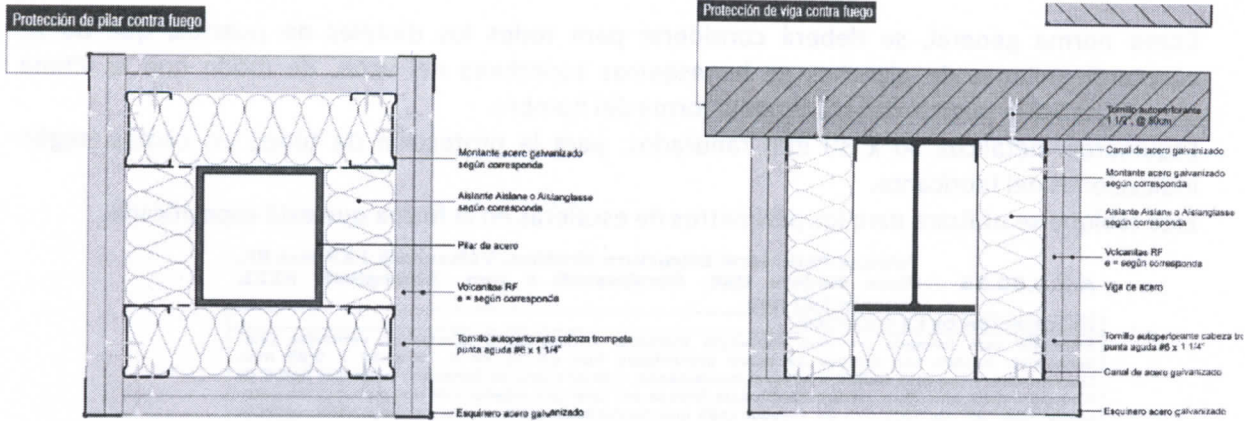 Protección de pilar contra fuego
Montante acero galvanizado
según corresponda
Aislante Aislane o Aislanglasse
según corresponda
Pilar de acero
Volcanitas RF
e = según corresponda
Tornillo autoperforante cabeza trompeta
punta aguda #6 x 1 1/4"
Esquinero acero galvanizado
Protección de viga contra fuego
Tornillo autoperforante
1 1/2", @ 60cm
Canal de acero galvanizado
Montante acero galvanizado
según corresponda
Aislante Aislane o Aislanglasse
según corresponda
Volcanitas RF
e = según corresponda
Viga de acero
Tornillo autoperforante cabeza tro
punta aguda #6 x 1 1/4"
Canal de acero galvanizado
Esquinero acero galvanizado